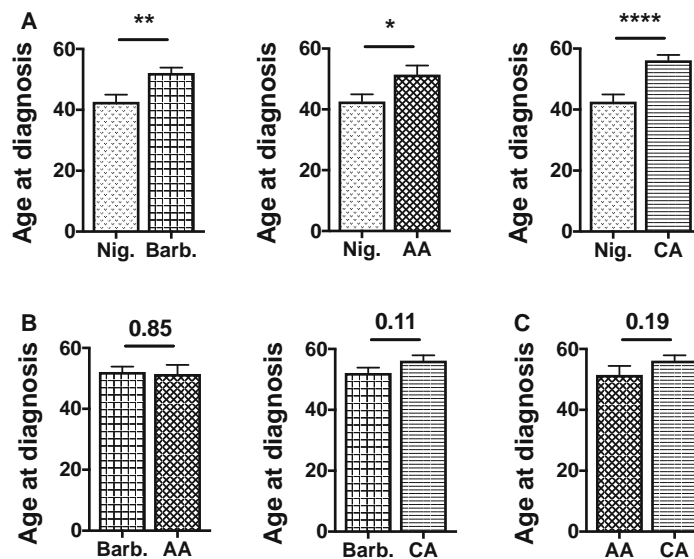 A
Age at diagnosis
60
40
20
0
**
Nig. Barb.
Age at diagnosis
60
40
20
0
*
Nig. AA
Age at diagnosis
60
40
20
0
****
Nig. CA
B
Age at diagnosis
60
40
20
0
0.85
Barb. AA
Age at diagnosis
60
40
20
0
0.11
Barb. CA
C
Age at diagnosis
60
40
20
0
0.19
AA CA